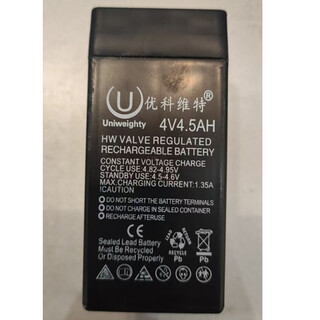 U 优科维特®
Uniweighty 4V4.5AH
HW VALVE REGULATED
RECHARGEABLE BATTERY
CONSTANT VOLTAGE CHARGE
CYCLE USE:4.82-4.95V
STANDBY USE:4.5-4.6V
MAX CHARGING CURRENT:1.35A
!CAUTION
DO NOT SHORT THE BATTERY TERMINALS
DO NOT CHARGE IN SEALED CONTAINER
RECHARGE AFTERUSE
Sealed Lead Battery
Must Be Recycled
Or Disposed Properly
RECYCLE
Pb
Pb